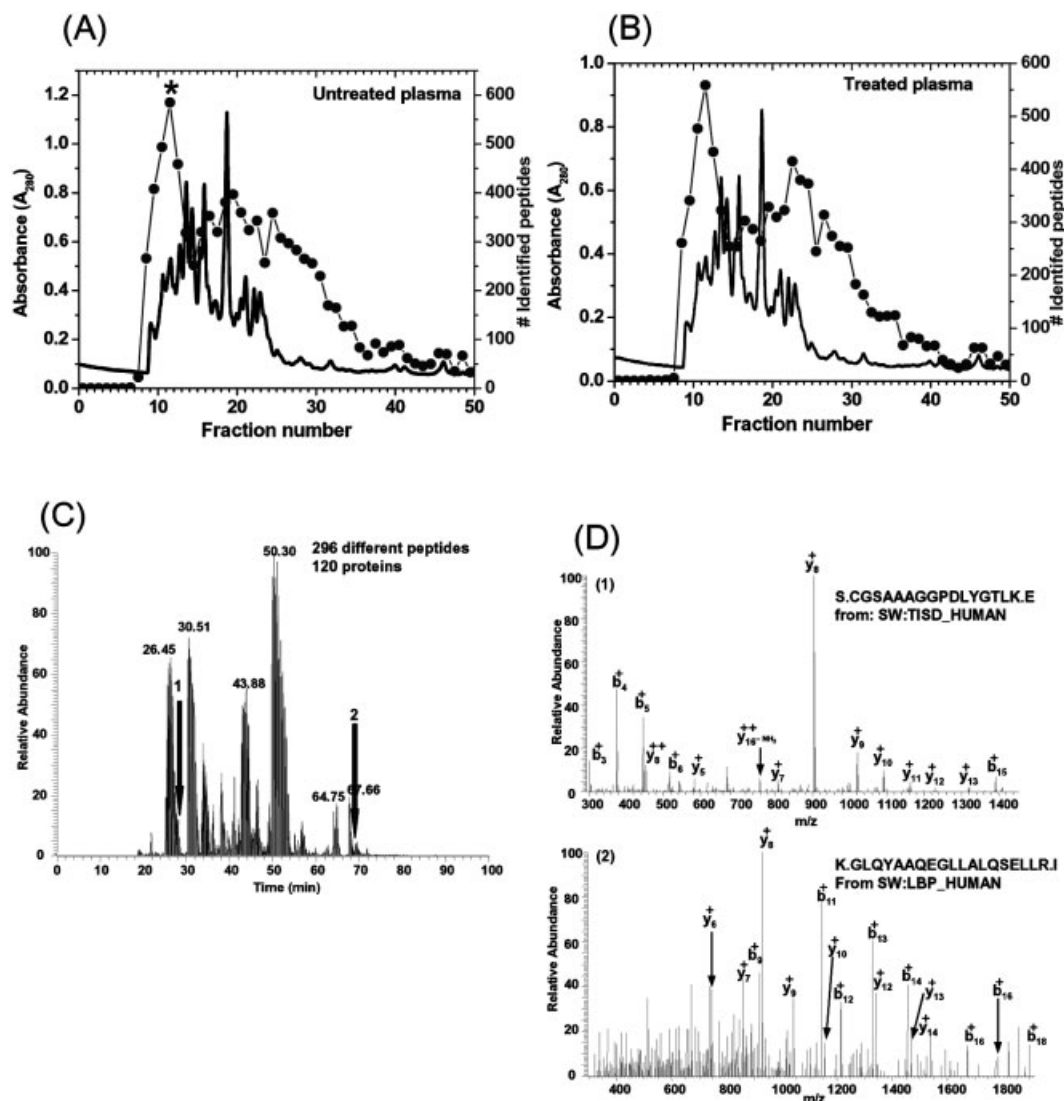 (A)
Untreated plasma
*
Absorbance (A280)
# Identified peptides
1.2
1.0
0.8
0.6
0.4
0.2
0.0
600
500
400
300
200
100
0
0 10 20 30 40 50
Fraction number
(B)
Treated plasma
Absorbance (A280)
# Identifed peptides
1.0
0.8
0.6
0.4
0.2
0.0
600
500
400
300
200
100
0
0 10 20 30 40 50
Fraction number
(C)
296 different peptides
120 proteins
50.30
30.51
26.45
1
43.88
2
64.75
67.66
Relative Abundance
100
80
60
40
20
0
0 10 20 30 40 50 60 70 80 90 100
Time (min)
(D)
(1)
S.CGSAAAGGPDLYGTLK.E
from: SW:TISD_HUMAN
Relative Abundance
100
80
60
40
20
0
b3+
b4+
b5+
y8++
b6+
y5+
y16++ - NH3
y7+
y8+
y9+
y10+
y11+
y12+
y13+
b15+
300 400 500 600 700 800 900 1000 1100 1200 1300 1400
m/z
(2)
K.GLQYAAQEGLLALQSELLR.I
From SW:LBP_HUMAN
Relative Abundance
100
80
60
40
20
0
y6+
y7+
b9+
y8+
y9+
b11+
y10+
b12+
b13+
y12+
b14+
y13+
y14+
b16+
b16+
b18+
400 600 800 1000 1200 1400 1600 1800
m/z